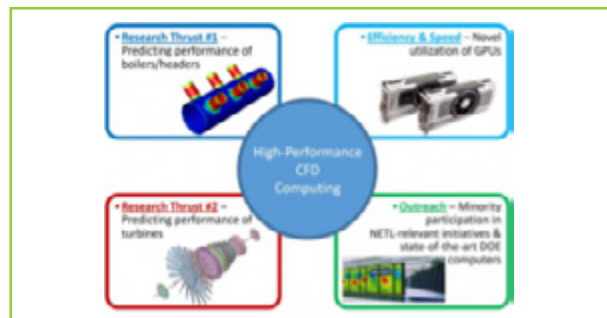 • Research Thrust #1 –
Predicting performance of
boilers/headers
• Efficiency & Speed – Novel
utilization of GPUs
High-Performance
CFD
Computing
• Research Thrust #2 –
Predicting performance of
turbines
• Outreach – Minority
participation in
NETL-relevant initiatives &
state-of-the-art DOE
computers